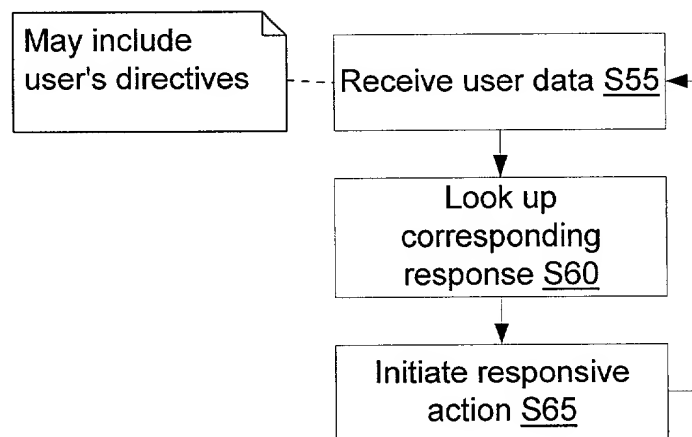 May include
user's directives
Receive user data S55
Look up
corresponding
response S60
Initiate responsive
action S65